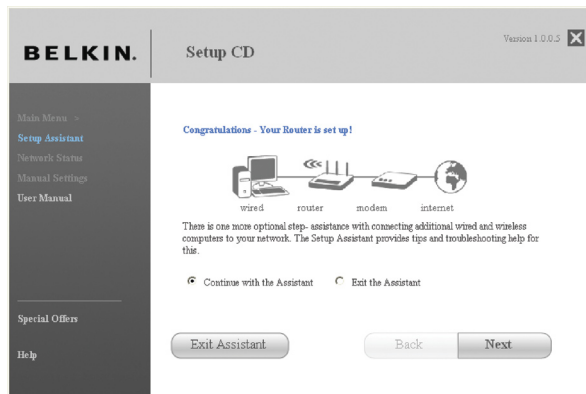 BELKIN.
Setup CD
Version 1.0.0.5
Main Menu >
Setup Assistant
Network Status
Manual Settings
User Manual
Special Offers
Help
Congratulations - Your Router is set up!
wired router modem internet
There is one more optional step- assistance with connecting additional wired and wireless
computers to your network. The Setup Assistant provides tips and troubleshooting help for
this.
Continue with the Assistant Exit the Assistant
Exit Assistant Back Next